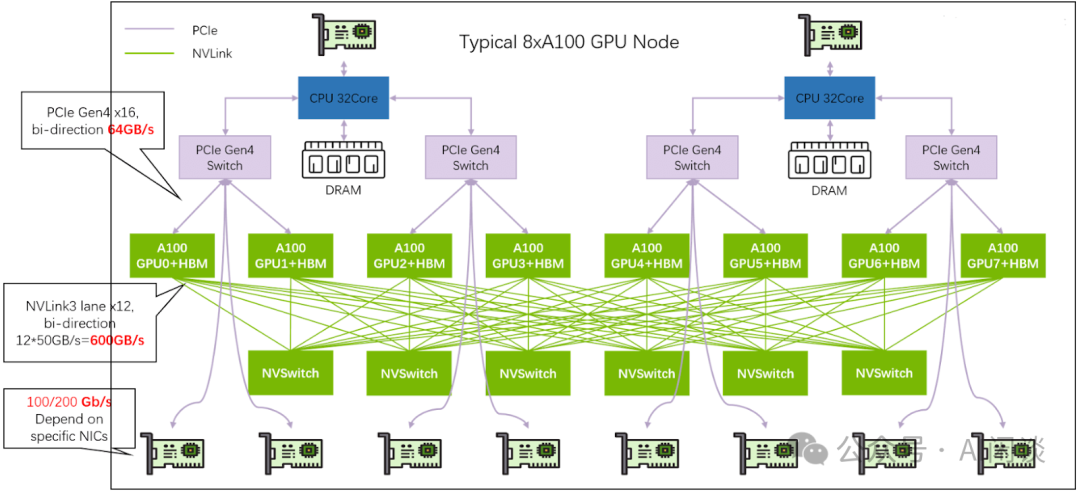 PCIe
NVLink
Typical 8xA100 GPU Node
PCIe Gen4 x16,
bi-direction 64GB/s
CPU 32Core
CPU 32Core
PCIe Gen4
Switch
PCIe Gen4
Switch
PCIe Gen4
Switch
PCIe Gen4
Switch
DRAM
DRAM
A100
GPU0+HBM
A100
GPU1+HBM
A100
GPU2+HBM
A100
GPU3+HBM
A100
GPU4+HBM
A100
GPU5+HBM
A100
GPU6+HBM
A100
GPU7+HBM
NVLink3 lane x12,
bi-direction
12*50GB/s=600GB/s
NVSwitch
NVSwitch
NVSwitch
NVSwitch
NVSwitch
NVSwitch
100/200 Gb/s
Depend on
specific NICs
公众号 · AI闲谈